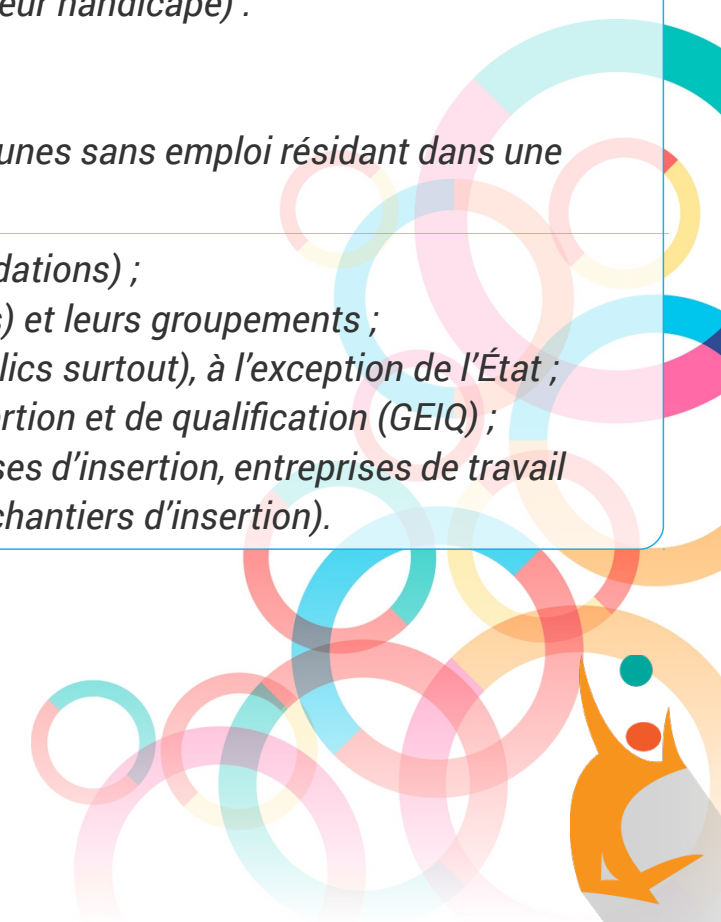 eur handicapé) .
unes sans emploi résidant dans une
dations) ;
s) et leurs groupements ;
lics surtout), à l’exception de l’État ;
ertion et de qualification (GEIQ) ;
ses d’insertion, entreprises de travail
chantiers d’insertion).